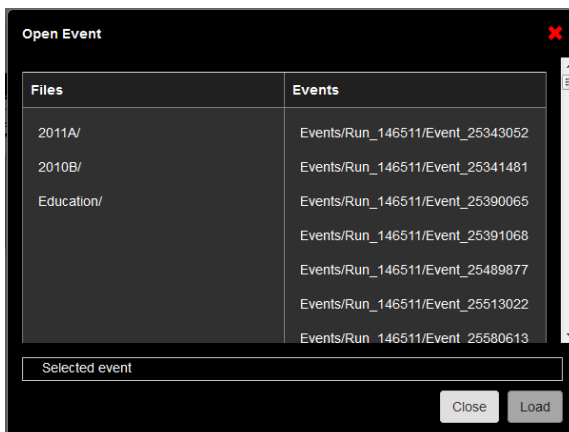 Open Event
Files
Events
2011A/
Events/Run_146511/Event_25343052
2010B/
Events/Run_146511/Event_25341481
Education/
Events/Run_146511/Event_25390065
Events/Run_146511/Event_25391068
Events/Run_146511/Event_25489877
Events/Run_146511/Event_25513022
Events/Run_146511/Event_25580613
Selected event
Close
Load